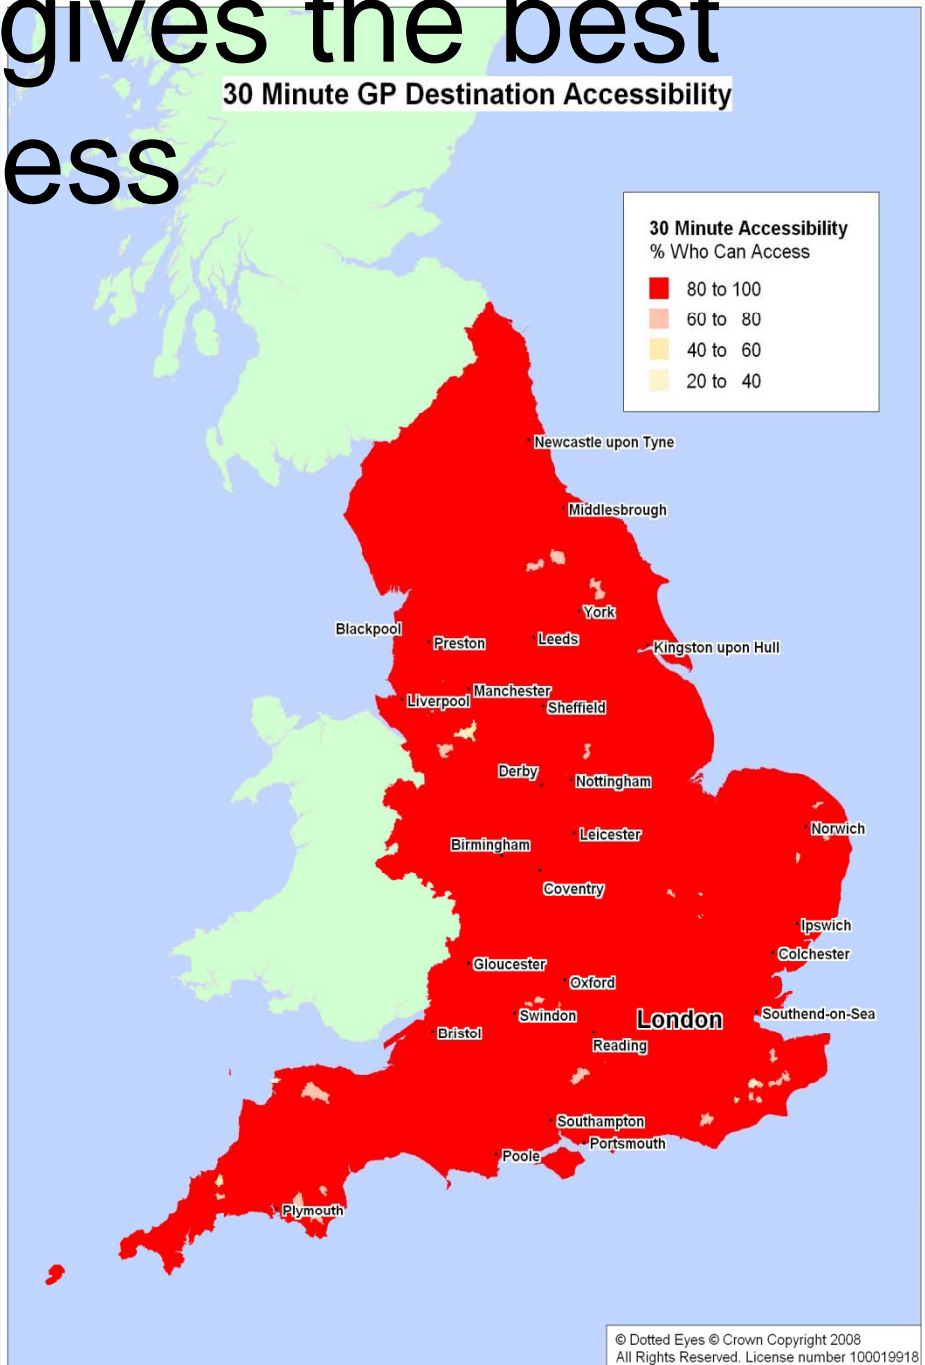 gives the best
ess
30 Minute GP Destination Accessibility
30 Minute Accessibility
% Who Can Access
80 to 100
60 to 80
40 to 60
20 to 40
Newcastle upon Tyne
Middlesbrough
York
Blackpool
Preston
Leeds
Kingston upon Hull
Manchester
Liverpool
Sheffield
Derby
Nottingham
Norwich
Leicester
Birmingham
Coventry
Ipswich
Colchester
Gloucester
Oxford
Swindon
London
Southend-on-Sea
Bristol
Reading
Southampton
Portsmouth
Poole
Plymouth
© Dotted Eyes © Crown Copyright 2008
All Rights Reserved. License number 100019918